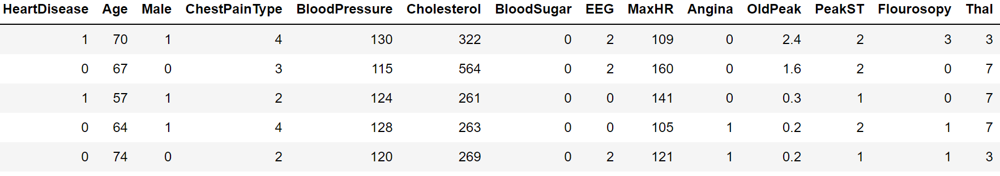 HeartDisease Age Male ChestPainType BloodPressure Cholesterol BloodSugar EEG MaxHR Angina OldPeak PeakST Flourosopy Thal
1 70 1 4 130 322 0 2 109 0 2.4 2 3 3
0 67 0 3 115 564 0 2 160 0 1.6 2 0 7
1 57 1 2 124 261 0 0 141 0 0.3 1 0 7
0 64 1 4 128 263 0 0 105 1 0.2 2 1 7
0 74 0 2 120 269 0 2 121 1 0.2 1 1 3